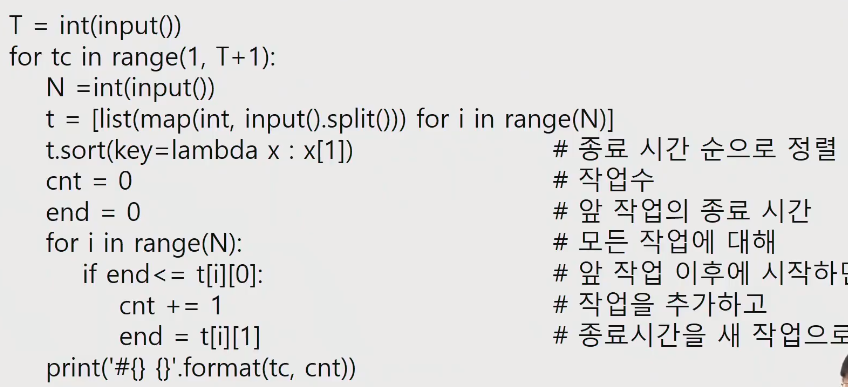 T = int(input())
for tc in range(1, T+1):
N =int(input())
t = [list(map(int, input().split())) for i in range(N)]
t.sort(key=lambda x : x[1]) # 종료 시간 순으로 정렬
cnt = 0 # 작업수
end = 0 # 앞 작업의 종료 시간
for i in range(N): # 모든 작업에 대해
if end<= t[i][0]: # 앞 작업 이후에 시작하면
cnt += 1 # 작업을 추가하고
end = t[i][1] # 종료시간을 새 작업으로
print('#{} {}'.format(tc, cnt))